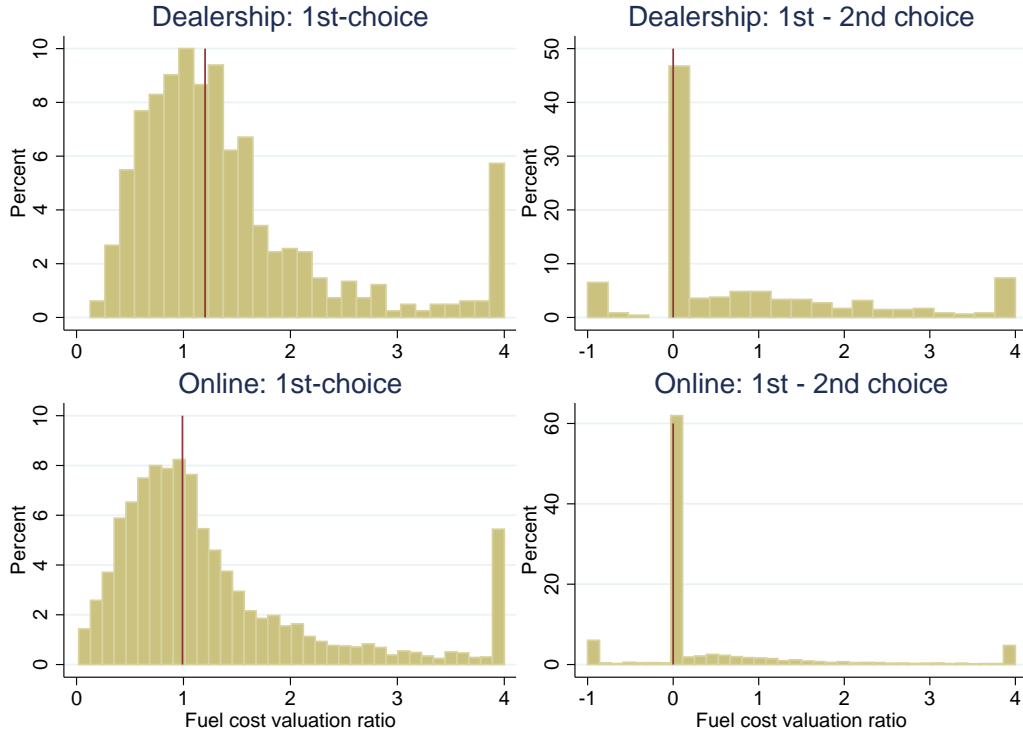 Dealership: 1st-choice
Percent
10
8
6
4
2
0
0 1 2 3 4
Dealership: 1st - 2nd choice
Percent
50
40
30
20
10
0
-1 0 1 2 3 4
Online: 1st-choice
Percent
10
8
6
4
2
0
0 1 2 3 4
Fuel cost valuation ratio
Online: 1st - 2nd choice
Percent
60
40
20
0
-1 0 1 2 3 4
Fuel cost valuation ratio